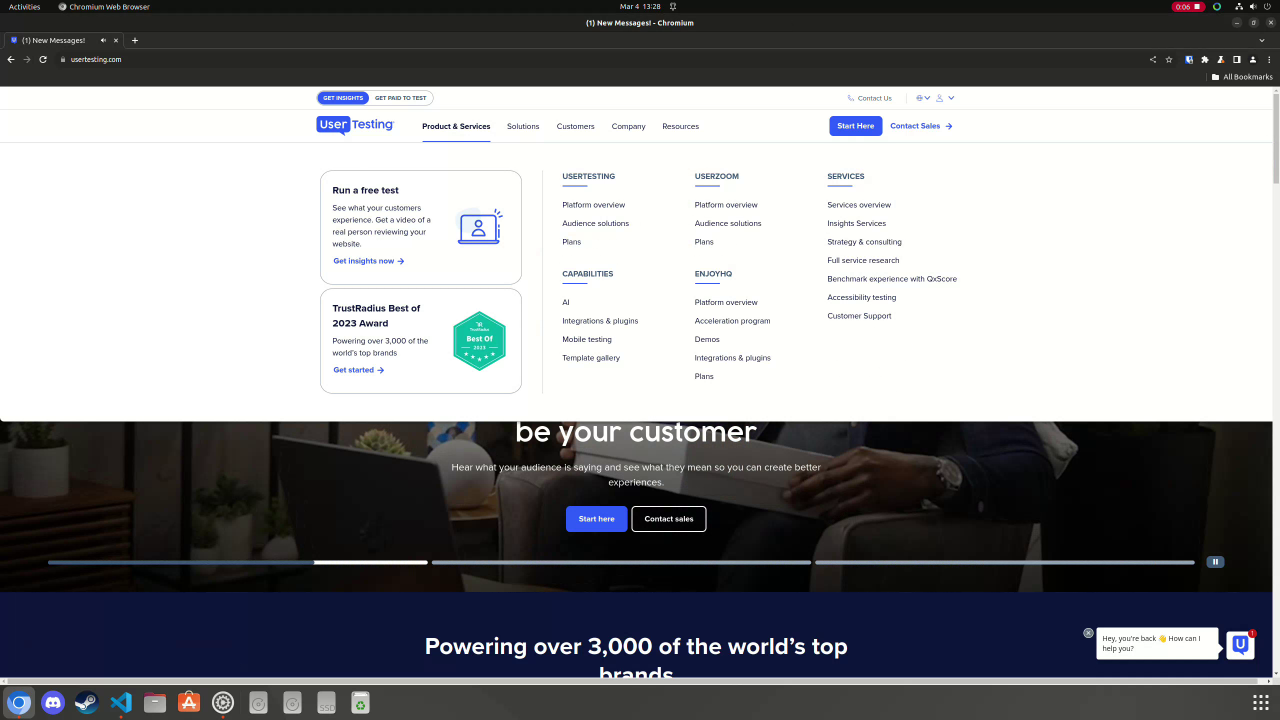 Activities
Chromium Web Browser
Mar 4 13:28
0:06
(1) New Messages! - Chromium
(1) New Messages!
usertesting.com
All Bookmarks
GET INSIGHTS
GET PAID TO TEST
Contact Us
UserTesting
Product & Services
Solutions
Customers
Company
Resources
Start Here
Contact Sales
Run a free test
See what your customers
experience. Get a video of a
real person reviewing your
website.
Get insights now
TrustRadius Best of
2023 Award
Powering over 3,000 of the
world's top brands
Get started
TrustRadius
Best Of
2023
USERTESTING
Platform overview
Audience solutions
Plans
CAPABILITIES
AI
Integrations & plugins
Mobile testing
Template gallery
USERZOOM
Platform overview
Audience solutions
Plans
ENJOYHQ
Platform overview
Acceleration program
Demos
Integrations & plugins
Plans
SERVICES
Services overview
Insights Services
Strategy & consulting
Full service research
Benchmark experience with QxScore
Accessibility testing
Customer Support
be your customer
Hear what your audience is saying and see what they mean so you can create better
experiences.
Start here
Contact sales
Powering over 3,000 of the world's top
brands
Hey, you're back 👋 How can I
help you?
1
SSD